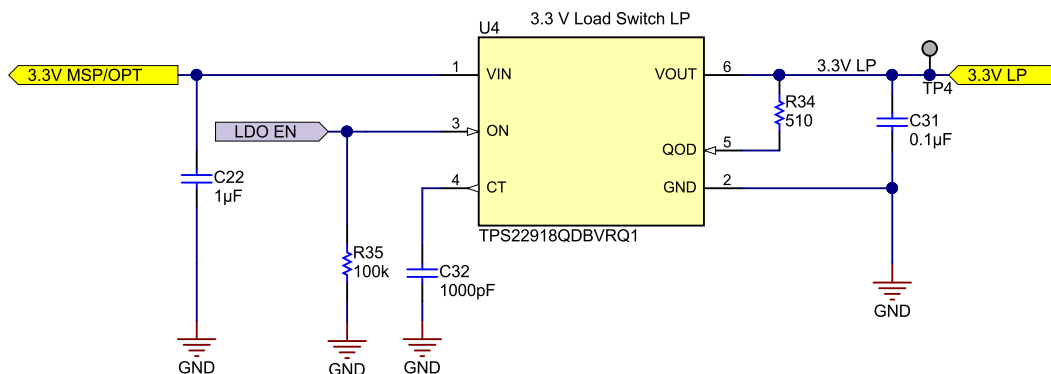 3.3 V Load Switch LP
U4
3.3V MSP/OPT
1
VIN
VOUT
6
3.3V LP
TP4
3.3V LP
R34
510
C31
0.1µF
LDO EN
3
ON
QOD
5
C22
1µF
4
CT
GND
2
TPS22918QDBVRQ1
R35
100k
C32
1000pF
GND
GND
GND
GND